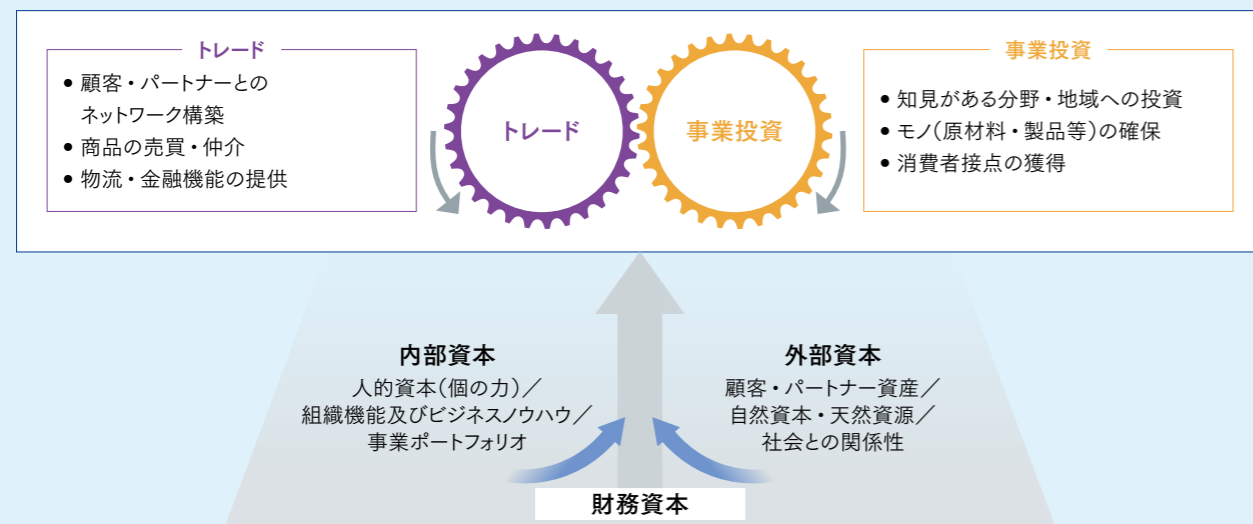 トレード
● 顧客・パートナーとの
ネットワーク構築
● 商品の売買・仲介
● 物流・金融機能の提供
トレード
事業投資
事業投資
● 知見がある分野・地域への投資
● モノ(原材料・製品等)の確保
● 消費者接点の獲得
内部資本
人的資本(個の力)／
組織機能及びビジネスノウハウ／
事業ポートフォリオ
外部資本
顧客・パートナー資産／
自然資本・天然資源／
社会との関係性
財務資本